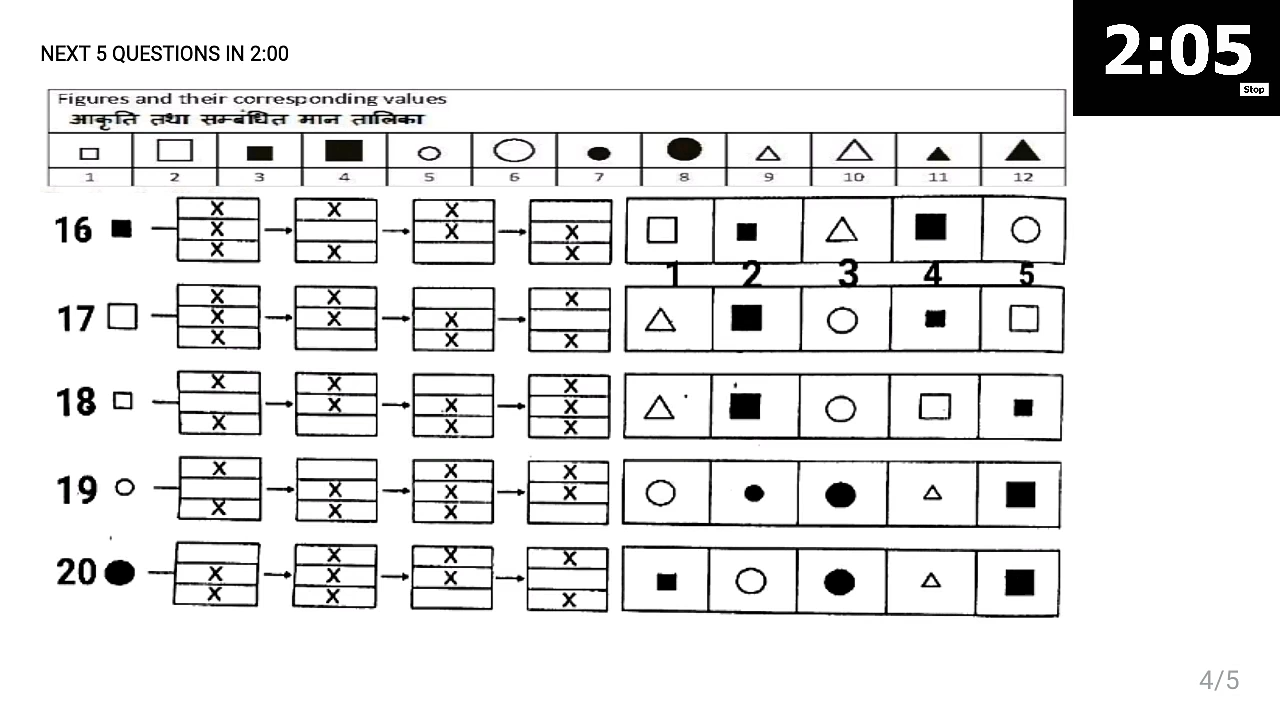 NEXT 5 QUESTIONS IN 2:00
2:05
Stop
Figures and their corresponding values
आकृति तथा सम्बंधित मान तालिका
1 2 3 4 5 6 7 8 9 10 11 12
16 X X X X X X X X X
1 2 3 4 5
17 X X X X X X X X X
18 X X X X X X X X X
19 X X X X X X X X X
20 X X X X X X X X X
4/5